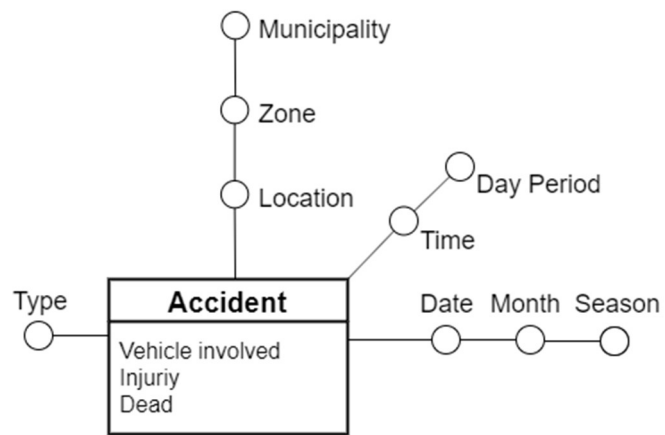 Municipality
Zone
Location
Day Period
Time
Type
Accident
Date Month Season
Vehicle involved
Injuriy
Dead